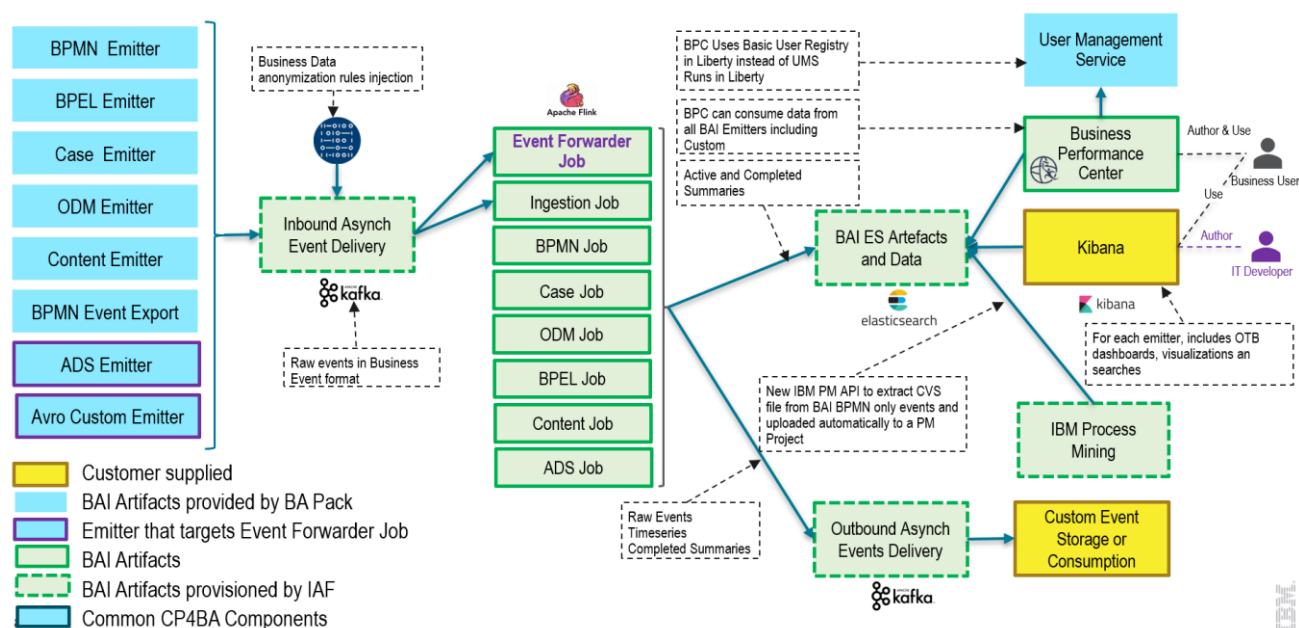 BPMN  Emitter
BPEL Emitter
Case  Emitter
ODM Emitter
Content Emitter
BPMN Event Export
ADS Emitter
Avro Custom Emitter
Customer supplied
BAI Artifacts provided by BA Pack
Emitter that targets Event Forwarder Job
BAI Artifacts
BAI Artifacts provisioned by IAF
Common CP4BA Components
Business Data
anonymization rules injection
Inbound Asynch
Event Delivery
APACHE
kafka
Raw events in Business
Event format
Apache Flink
Event Forwarder
Job
Ingestion Job
BPMN Job
Case Job
ODM Job
BPEL Job
Content Job
ADS Job
BPC Uses Basic User Registry
in Liberty instead of UMS
Runs in Liberty
BPC can consume data from
all BAI Emitters including
Custom
Active and Completed
Summaries
BAI ES Artefacts
and Data
elasticsearch
New IBM PM API to extract CVS
file from BAI BPMN only events and
uploaded automatically to a PM
Project
Raw Events
Timeseries
Completed Summaries
Outbound Asynch
Events Delivery
APACHE
kafka
User Management
Service
Business
Performance
Center
Author & Use
Business User
Use
Kibana
Author
IT Developer
kibana
For each emitter, includes OTB
dashboards, visualizations an
searches
IBM Process
Mining
Custom Event
Storage or
Consumption
IBM